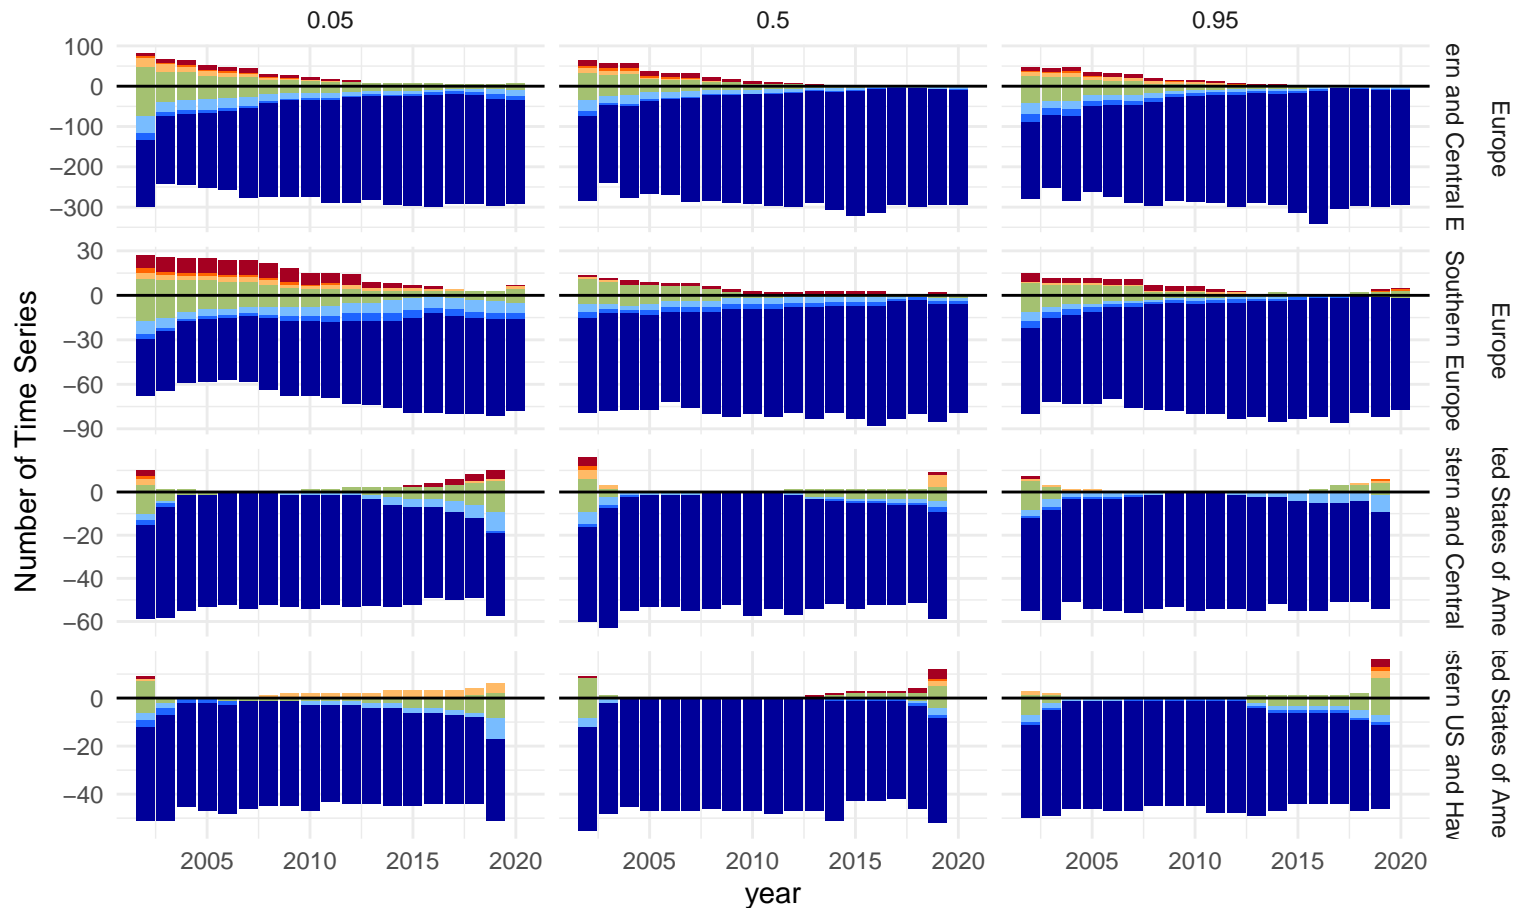 0.05 0.5 0.95
Number of Time Series
100
0
−100
−200
−300
ern and Central E
Europe
30
0
−30
−60
−90
Southern Europe
Europe
0
−20
−40
−60
stern and Central
ted States of Ame
0
−20
−40
stern US and Hav
ted States of Ame
2005 2010 2015 2020 2005 2010 2015 2020 2005 2010 2015 2020
year